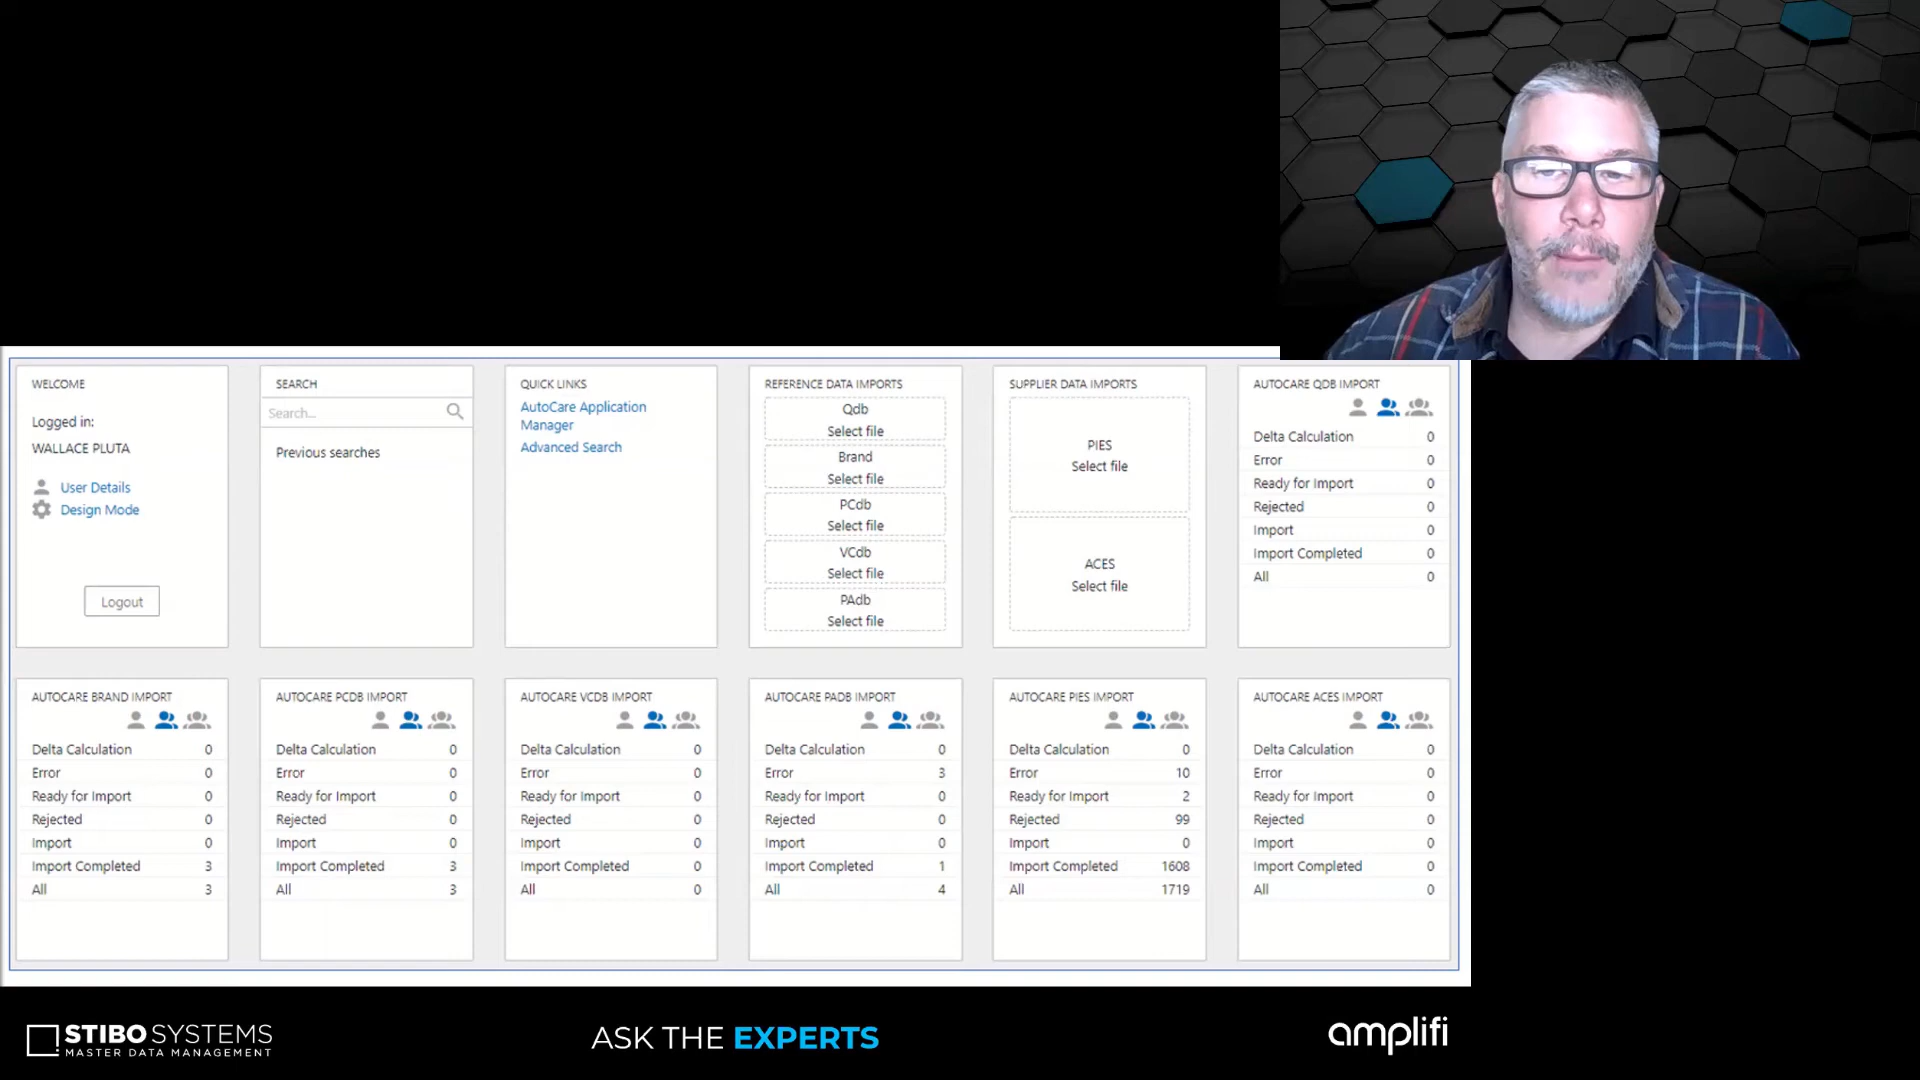 WELCOME
Logged in:
WALLACE PLUTA
User Details
Design Mode
Logout
SEARCH
Search...
Previous searches
QUICK LINKS
AutoCare Application
Manager
Advanced Search
REFERENCE DATA IMPORTS
Qdb
Select file
Brand
Select file
PCdb
Select file
VCdb
Select file
PAdb
Select file
SUPPLIER DATA IMPORTS
PIES
Select file
ACES
Select file
AUTOCARE QDB IMPORT
Delta Calculation 0
Error 0
Ready for Import 0
Rejected 0
Import 0
Import Completed 0
All 0
AUTOCARE BRAND IMPORT
Delta Calculation 0
Error 0
Ready for Import 0
Rejected 0
Import 0
Import Completed 3
All 3
AUTOCARE PCDB IMPORT
Delta Calculation 0
Error 0
Ready for Import 0
Rejected 0
Import 0
Import Completed 3
All 3
AUTOCARE VCDB IMPORT
Delta Calculation 0
Error 0
Ready for Import 0
Rejected 0
Import 0
Import Completed 0
All 0
AUTOCARE PADB IMPORT
Delta Calculation 0
Error 3
Ready for Import 0
Rejected 0
Import 0
Import Completed 1
All 4
AUTOCARE PIES IMPORT
Delta Calculation 0
Error 10
Ready for Import 2
Rejected 99
Import 0
Import Completed 1608
All 1719
AUTOCARE ACES IMPORT
Delta Calculation 0
Error 0
Ready for Import 0
Rejected 0
Import 0
Import Completed 0
All 0
STIBO SYSTEMS
MASTER DATA MANAGEMENT
ASK THE EXPERTS
amplifi